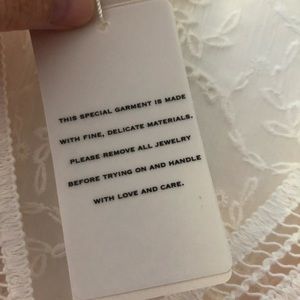 THIS SPECIAL GARMENT IS MADE
WITH FINE, DELICATE MATERIALS.
PLEASE REMOVE ALL JEWELRY
BEFORE TRYING ON AND HANDLE
WITH LOVE AND CARE.